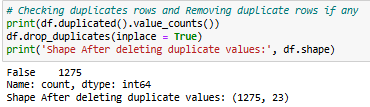 # Checking duplicates rows and Removing duplicate rows if any
print(df.duplicated().value_counts())
df.drop_duplicates(inplace = True)
print('Shape After deleting duplicate values:', df.shape)
False    1275
Name: count, dtype: int64
Shape After deleting duplicate values: (1275, 23)